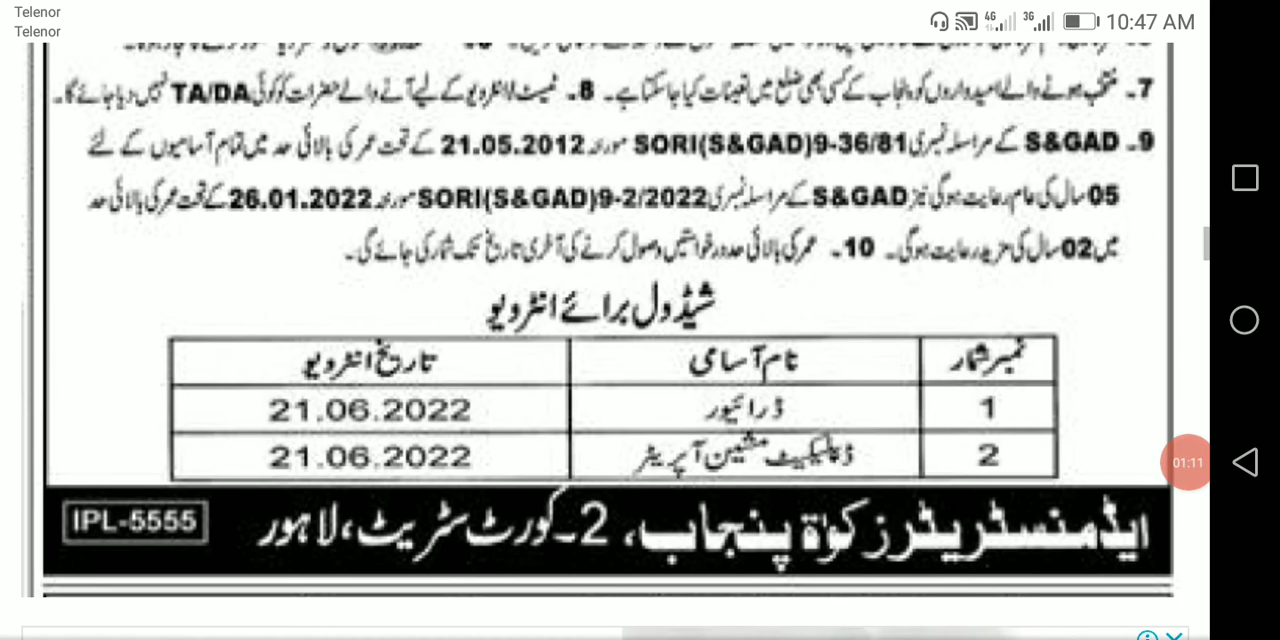 Telenor
Telenor
4G 3G 10:47 AM
7۔ منتخب ہونے والے امیدواروں کو پنجاب کے کسی بھی ضلع میں تعینات کیا جا سکتا ہے۔ 8۔ ٹیسٹ / انٹرویو کے لیے آنے والے حضرات کو کوئی TA/DA نہیں دیا جائے گا۔
9۔ S&GAD کے مراسلہ نمبری SORI(S&GAD)9-36/81 مورخہ 21.05.2012 کے تحت عمر کی بالائی حد میں تمام آسامیوں کے لئے
05 سال کی عام رعایت ہوگی نیز S&GAD کے مراسلہ نمبری SORI(S&GAD)9-2/2022 مورخہ 26.01.2022 کے تحت عمر کی بالائی حد
میں 02 سال کی مزید رعایت ہوگی۔ 10۔ عمر کی بالائی حد درخواستیں وصول کرنے کی آخری تاریخ تک شمار کی جائے گی۔
شیڈول برائے انٹرویو
نمبر شمار نام آسامی تاریخ انٹرویو
1 ڈرائیور 21.06.2022
2 ڈپلیکیٹ مشین آپریٹر 21.06.2022
ایڈمنسٹریٹرز کوٰۃ پنجاب، 2۔ کورٹ سٹریٹ، لاہور
IPL-5555
01:11